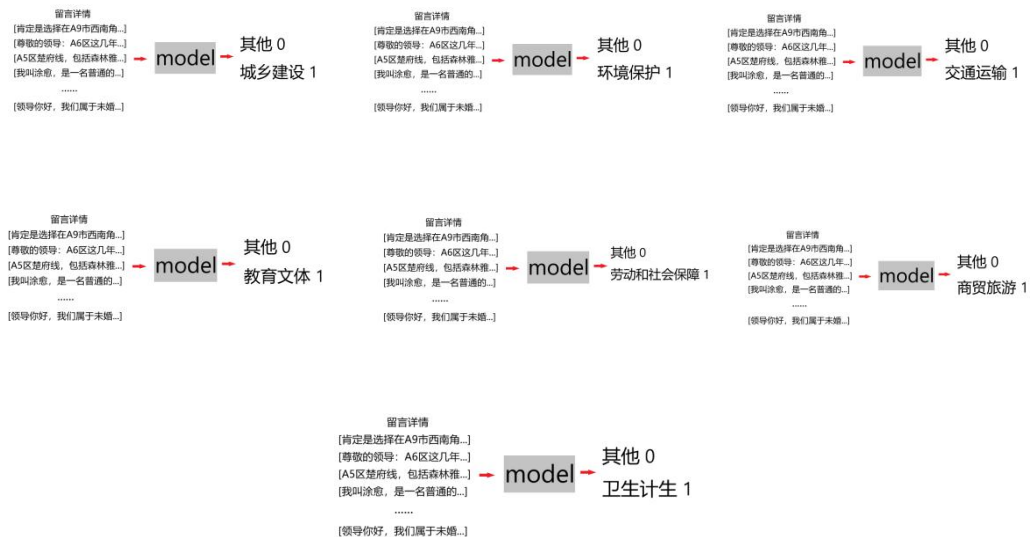 留言详情
[肯定是选择在A9市西南角...]
[尊敬的领导：A6区这几年...]
[A5区楚府线，包括森林雅...]
[我叫涂愈，是一名普通的...]
......
[领导你好，我们属于未婚...]
model
其他 0
城乡建设 1
留言详情
[肯定是选择在A9市西南角...]
[尊敬的领导：A6区这几年...]
[A5区楚府线，包括森林雅...]
[我叫涂愈，是一名普通的...]
......
[领导你好，我们属于未婚...]
model
其他 0
环境保护 1
留言详情
[肯定是选择在A9市西南角...]
[尊敬的领导：A6区这几年...]
[A5区楚府线，包括森林雅...]
[我叫涂愈，是一名普通的...]
......
[领导你好，我们属于未婚...]
model
其他 0
交通运输 1
留言详情
[肯定是选择在A9市西南角...]
[尊敬的领导：A6区这几年...]
[A5区楚府线，包括森林雅...]
[我叫涂愈，是一名普通的...]
......
[领导你好，我们属于未婚...]
model
其他 0
教育文体 1
留言详情
[肯定是选择在A9市西南角...]
[尊敬的领导：A6区这几年...]
[A5区楚府线，包括森林雅...]
[我叫涂愈，是一名普通的...]
......
[领导你好，我们属于未婚...]
model
其他 0
劳动和社会保障 1
留言详情
[肯定是选择在A9市西南角...]
[尊敬的领导：A6区这几年...]
[A5区楚府线，包括森林雅...]
[我叫涂愈，是一名普通的...]
......
[领导你好，我们属于未婚...]
model
其他 0
商贸旅游 1
留言详情
[肯定是选择在A9市西南角...]
[尊敬的领导：A6区这几年...]
[A5区楚府线，包括森林雅...]
[我叫涂愈，是一名普通的...]
......
[领导你好，我们属于未婚...]
model
其他 0
卫生计生 1